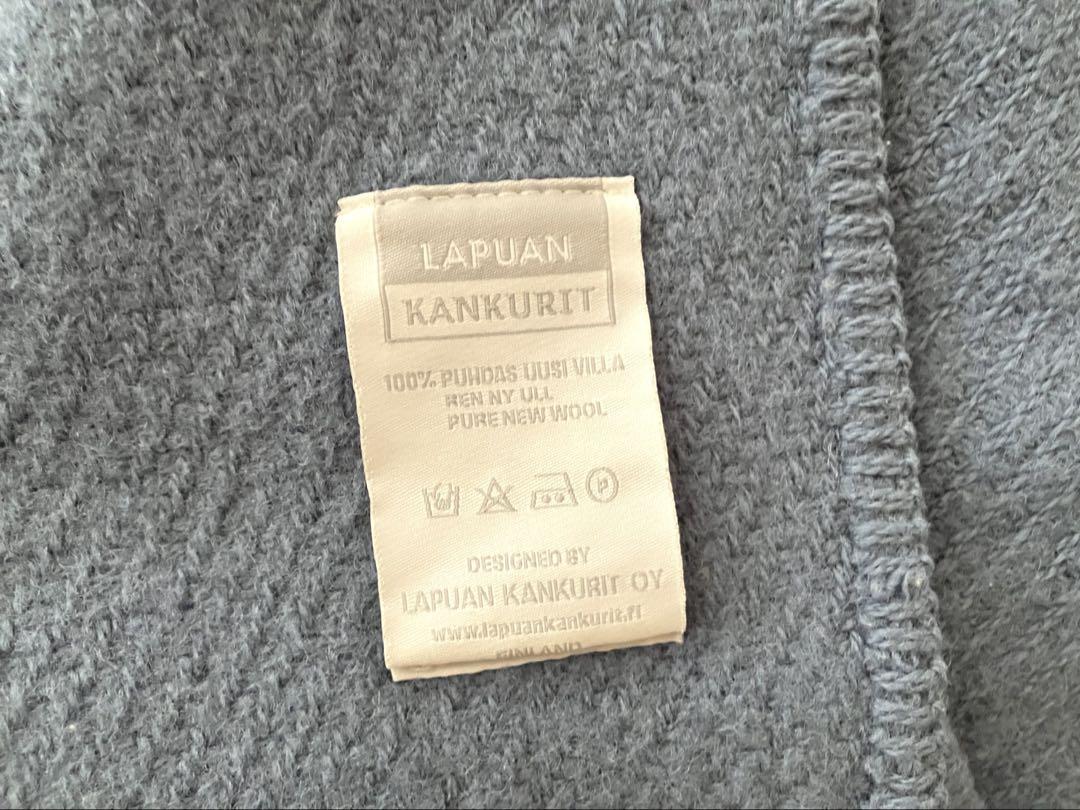 LAPUAN
KANKURIT
100% PUHDAS UUSI VILLA
REN NY ULL
PURE NEW WOOL
P
DESIGNED BY
LAPUAN KANKURIT OY
www.lapuankankurit.fi
FINLAND